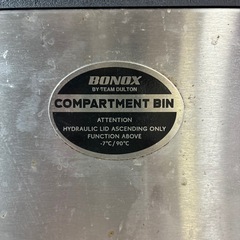 BONOX
BY TEAM DULTON
COMPARTMENT BIN
ATTENTION
HYDRAULIC LID ASCENDING ONLY
FUNCTION ABOVE
-7°C/90°C